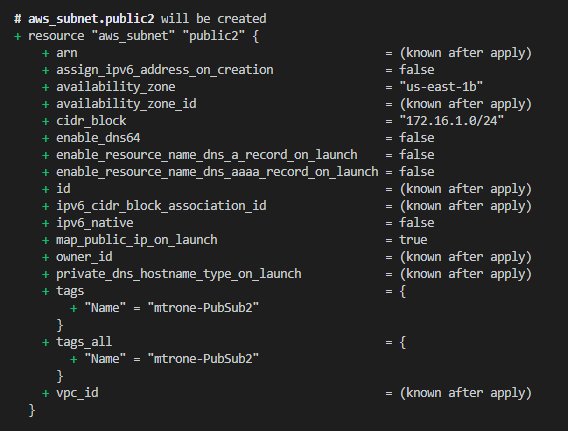 # aws_subnet.public2 will be created
+ resource "aws_subnet" "public2" {
+ arn = (known after apply)
+ assign_ipv6_address_on_creation = false
+ availability_zone = "us-east-1b"
+ availability_zone_id = (known after apply)
+ cidr_block = "172.16.1.0/24"
+ enable_dns64 = false
+ enable_resource_name_dns_a_record_on_launch = false
+ enable_resource_name_dns_aaaa_record_on_launch = false
+ id = (known after apply)
+ ipv6_cidr_block_association_id = (known after apply)
+ ipv6_native = false
+ map_public_ip_on_launch = true
+ owner_id = (known after apply)
+ private_dns_hostname_type_on_launch = (known after apply)
+ tags = {
+ "Name" = "mtrone-PubSub2"
}
+ tags_all = {
+ "Name" = "mtrone-PubSub2"
}
+ vpc_id = (known after apply)
}